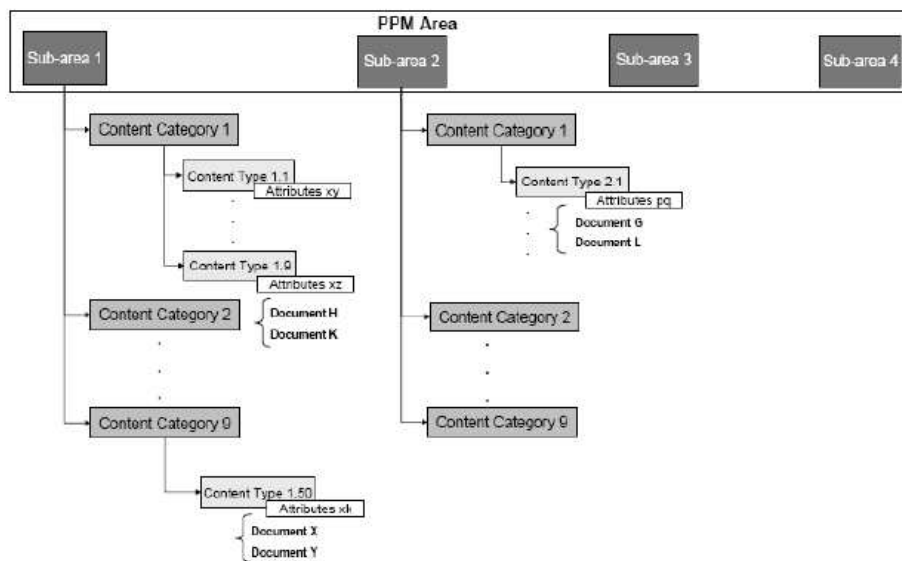 PPM Area
Sub-area 1
Sub-area 2
Sub-area 3
Sub-area 4
Content Category 1
Content Type 1.1
Attributes xy
Content Type 1.9
Attributes xz
Document H
Document K
Content Category 2
Content Category 9
Content Type 1.50
Attributes xk
Document X
Document Y
Content Category 1
Content Type 2.1
Attributes pq
Document G
Document L
Content Category 2
Content Category 9